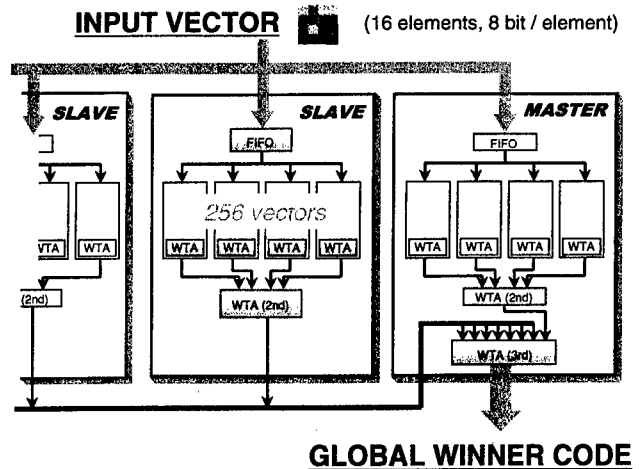 INPUT VECTOR (16 elements, 8 bit / element)
SLAVE SLAVE MASTER
FIFO FIFO
256 vectors
WTA WTA WTA WTA WTA WTA WTA WTA WTA WTA
(2nd) WTA (2nd) WTA (2nd)
WTA (3rd)
GLOBAL WINNER CODE